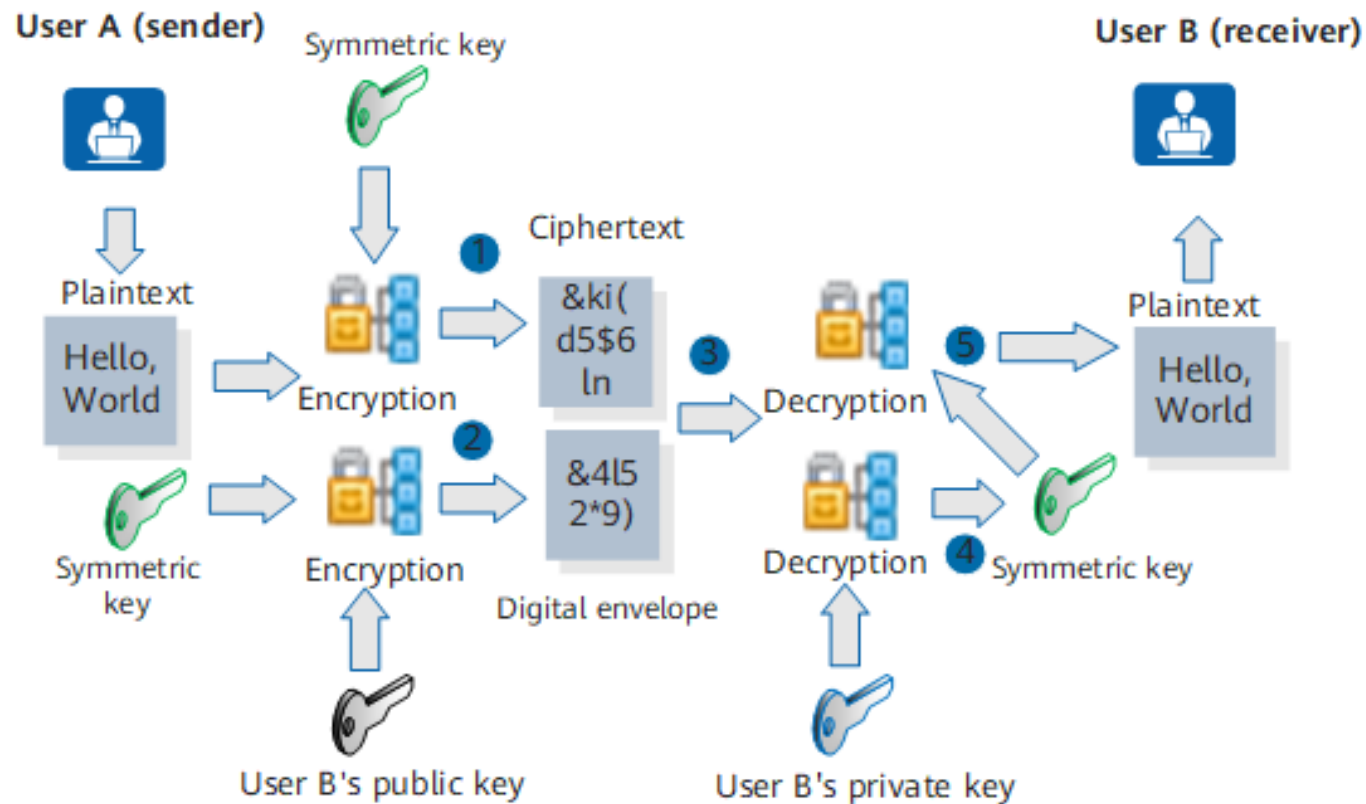 User A (sender)
Symmetric key
User B (receiver)
Plaintext
Hello,
World
Encryption
1
Ciphertext
&ki(
d5$6
ln
3
Decryption
5
Plaintext
Hello,
World
Symmetric
key
Encryption
2
&4l5
2*9)
Digital envelope
Decryption
4
Symmetric key
User B's public key
User B's private key